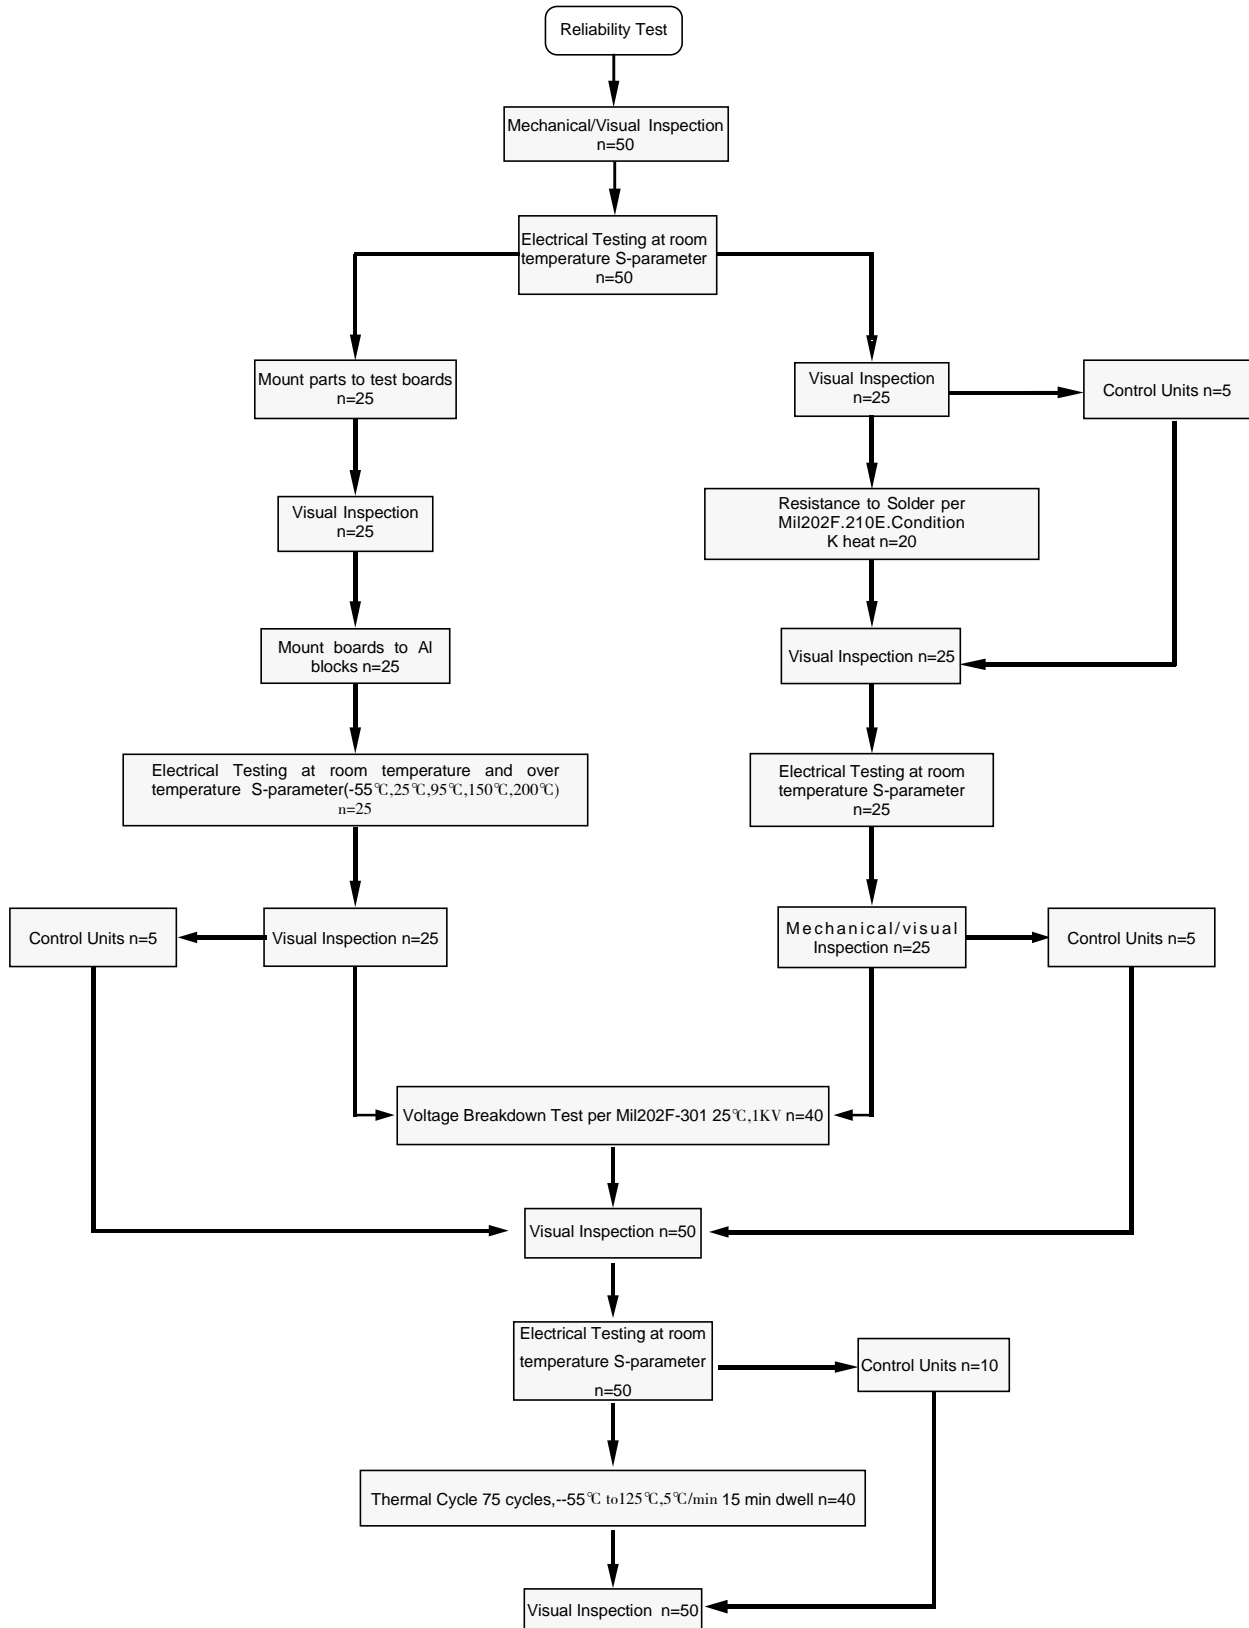 Reliability Test
Mechanical/Visual Inspection
n=50
Electrical Testing at room
temperature S-parameter
n=50
Mount parts to test boards
n=25
Visual Inspection
n=25
Control Units n=5
Visual Inspection
n=25
Resistance to Solder per
Mil202F.210E.Condition
K heat n=20
Mount boards to Al
blocks n=25
Visual Inspection n=25
Electrical Testing at room temperature and over
temperature S-parameter(-55℃,25℃,95℃,150℃,200℃)
n=25
Electrical Testing at room
temperature S-parameter
n=25
Control Units n=5
Visual Inspection n=25
Mechanical/visual
Inspection n=25
Control Units n=5
Voltage Breakdown Test per Mil202F-301 25℃,1KV n=40
Visual Inspection n=50
Electrical Testing at room
temperature S-parameter
n=50
Control Units n=10
Thermal Cycle 75 cycles,--55℃ to125℃,5℃/min 15 min dwell n=40
Visual Inspection n=50